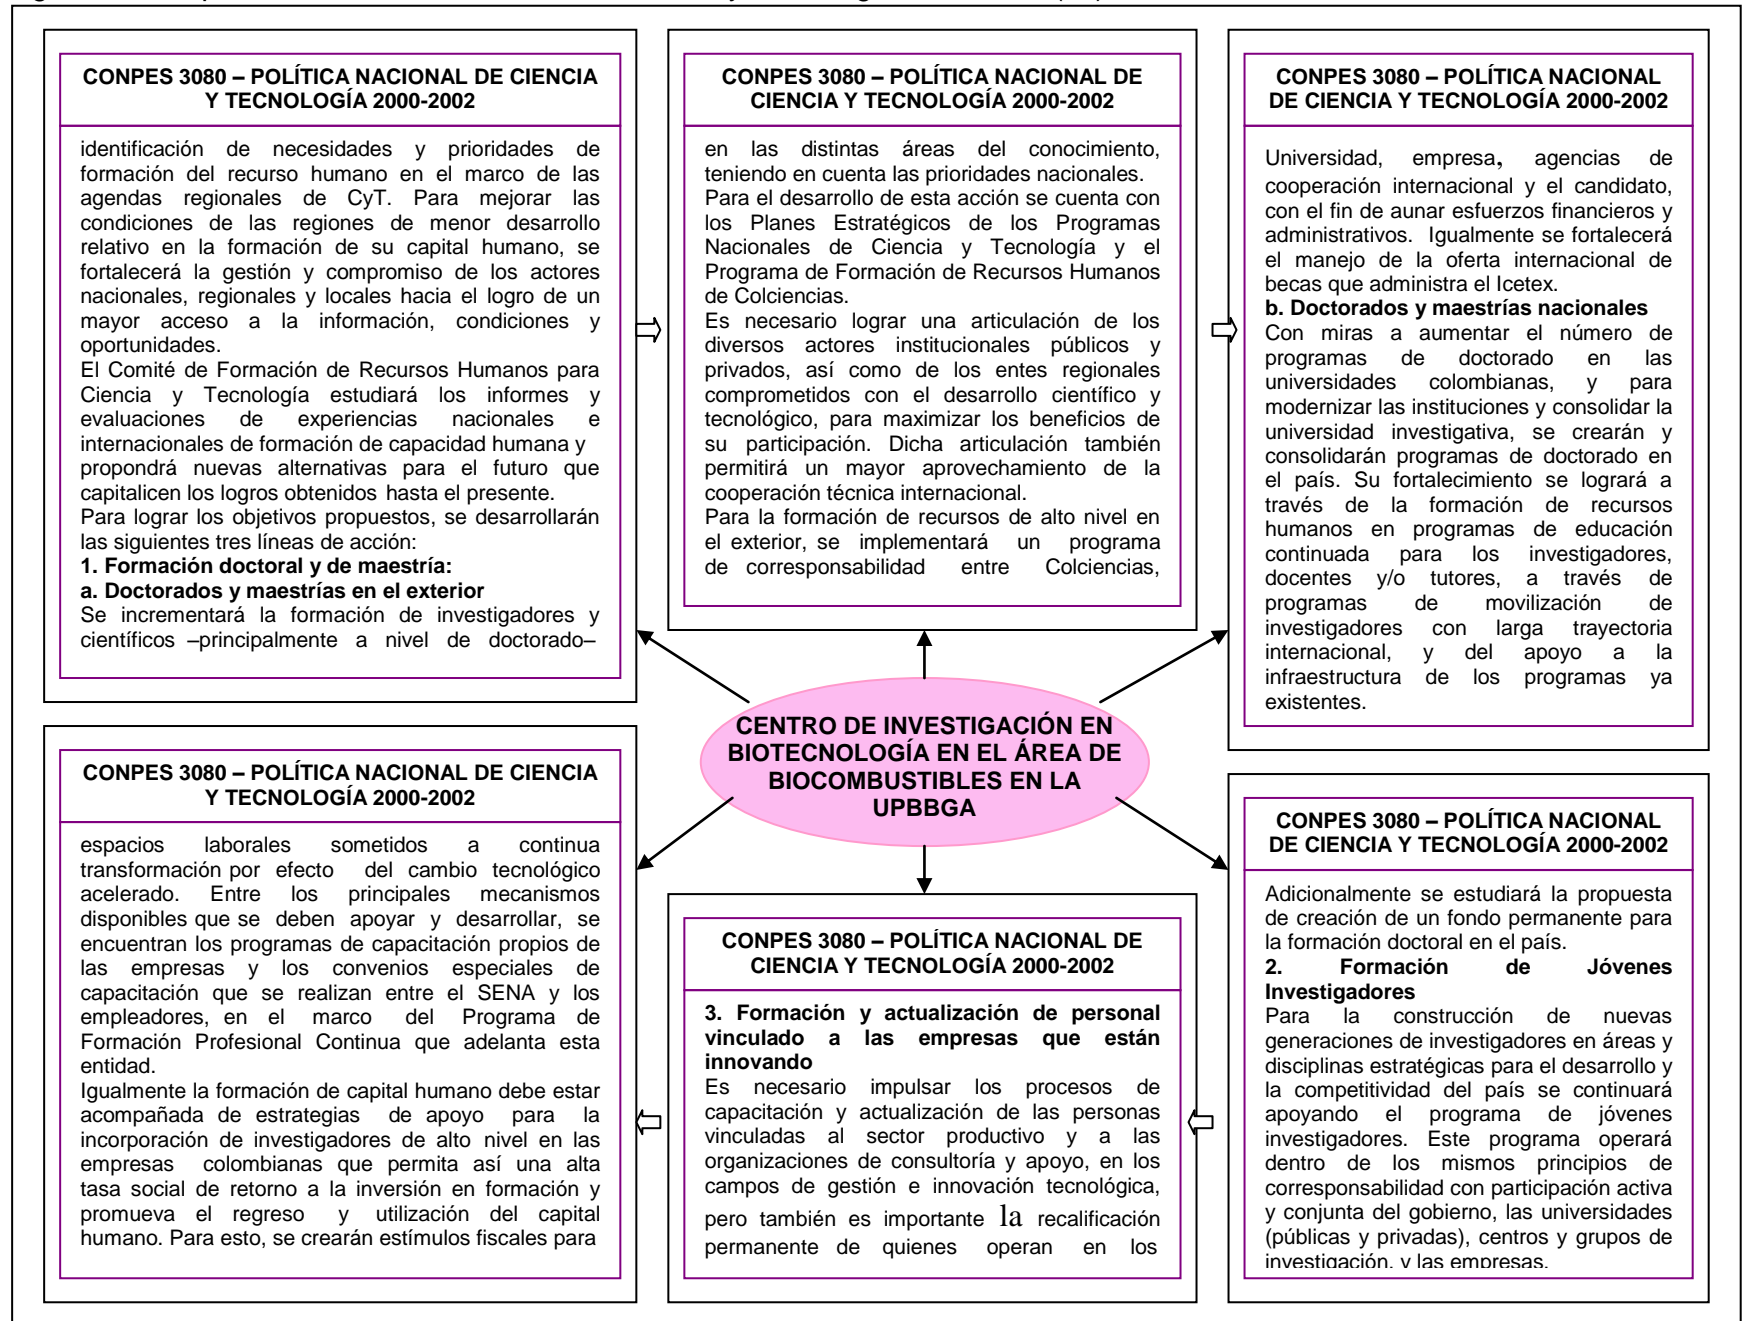 CONPES 3080 – POLÍTICA NACIONAL DE CIENCIA
Y TECNOLOGÍA 2000-2002
identificación de necesidades y prioridades de
formación del recurso humano en el marco de las
agendas regionales de CyT. Para mejorar las
condiciones de las regiones de menor desarrollo
relativo en la formación de su capital humano, se
fortalecerá la gestión y compromiso de los actores
nacionales, regionales y locales hacia el logro de un
mayor acceso a la información, condiciones y
oportunidades.
El Comité de Formación de Recursos Humanos para
Ciencia y Tecnología estudiará los informes y
evaluaciones de experiencias nacionales e
internacionales de formación de capacidad humana y
propondrá nuevas alternativas para el futuro que
capitalicen los logros obtenidos hasta el presente.
Para lograr los objetivos propuestos, se desarrollarán
las siguientes tres líneas de acción:
1. Formación doctoral y de maestría:
a. Doctorados y maestrías en el exterior
Se incrementará la formación de investigadores y
científicos –principalmente a nivel de doctorado–
CONPES 3080 – POLÍTICA NACIONAL DE
CIENCIA Y TECNOLOGÍA 2000-2002
en las distintas áreas del conocimiento,
teniendo en cuenta las prioridades nacionales.
Para el desarrollo de esta acción se cuenta con
los Planes Estratégicos de los Programas
Nacionales de Ciencia y Tecnología y el
Programa de Formación de Recursos Humanos
de Colciencias.
Es necesario lograr una articulación de los
diversos actores institucionales públicos y
privados, así como de los entes regionales
comprometidos con el desarrollo científico y
tecnológico, para maximizar los beneficios de
su participación. Dicha articulación también
permitirá un mayor aprovechamiento de la
cooperación técnica internacional.
Para la formación de recursos de alto nivel en
el exterior, se implementará un programa
de corresponsabilidad entre Colciencias,
CONPES 3080 – POLÍTICA NACIONAL
DE CIENCIA Y TECNOLOGÍA 2000-2002
Universidad, empresa, agencias de
cooperación internacional y el candidato,
con el fin de aunar esfuerzos financieros y
administrativos. Igualmente se fortalecerá
el manejo de la oferta internacional de
becas que administra el Icetex.
b. Doctorados y maestrías nacionales
Con miras a aumentar el número de
programas de doctorado en las
universidades colombianas, y para
modernizar las instituciones y consolidar la
universidad investigativa, se crearán y
consolidarán programas de doctorado en
el país. Su fortalecimiento se logrará a
través de la formación de recursos
humanos en programas de educación
continuada para los investigadores,
docentes y/o tutores, a través de
programas de movilización de
investigadores con larga trayectoria
internacional, y del apoyo a la
infraestructura de los programas ya
existentes.
CENTRO DE INVESTIGACIÓN EN
BIOTECNOLOGÍA EN EL ÁREA DE
BIOCOMBUSTIBLES EN LA
UPBBGA
CONPES 3080 – POLÍTICA NACIONAL DE CIENCIA
Y TECNOLOGÍA 2000-2002
espacios laborales sometidos a continua
transformación por efecto del cambio tecnológico
acelerado. Entre los principales mecanismos
disponibles que se deben apoyar y desarrollar, se
encuentran los programas de capacitación propios de
las empresas y los convenios especiales de
capacitación que se realizan entre el SENA y los
empleadores, en el marco del Programa de
Formación Profesional Continua que adelanta esta
entidad.
Igualmente la formación de capital humano debe estar
acompañada de estrategias de apoyo para la
incorporación de investigadores de alto nivel en las
empresas colombianas que permita así una alta
tasa social de retorno a la inversión en formación y
promueva el regreso y utilización del capital
humano. Para esto, se crearán estímulos fiscales para
CONPES 3080 – POLÍTICA NACIONAL DE
CIENCIA Y TECNOLOGÍA 2000-2002
3. Formación y actualización de personal
vinculado a las empresas que están
innovando
Es necesario impulsar los procesos de
capacitación y actualización de las personas
vinculadas al sector productivo y a las
organizaciones de consultoría y apoyo, en los
campos de gestión e innovación tecnológica,
pero también es importante la recalificación
permanente de quienes operan en los
CONPES 3080 – POLÍTICA NACIONAL
DE CIENCIA Y TECNOLOGÍA 2000-2002
Adicionalmente se estudiará la propuesta
de creación de un fondo permanente para
la formación doctoral en el país.
2. Formación de Jóvenes
Investigadores
Para la construcción de nuevas
generaciones de investigadores en áreas y
disciplinas estratégicas para el desarrollo y
la competitividad del país se continuará
apoyando el programa de jóvenes
investigadores. Este programa operará
dentro de los mismos principios de
corresponsabilidad con participación activa
y conjunta del gobierno, las universidades
(públicas y privadas), centros y grupos de
investigación, y las empresas.